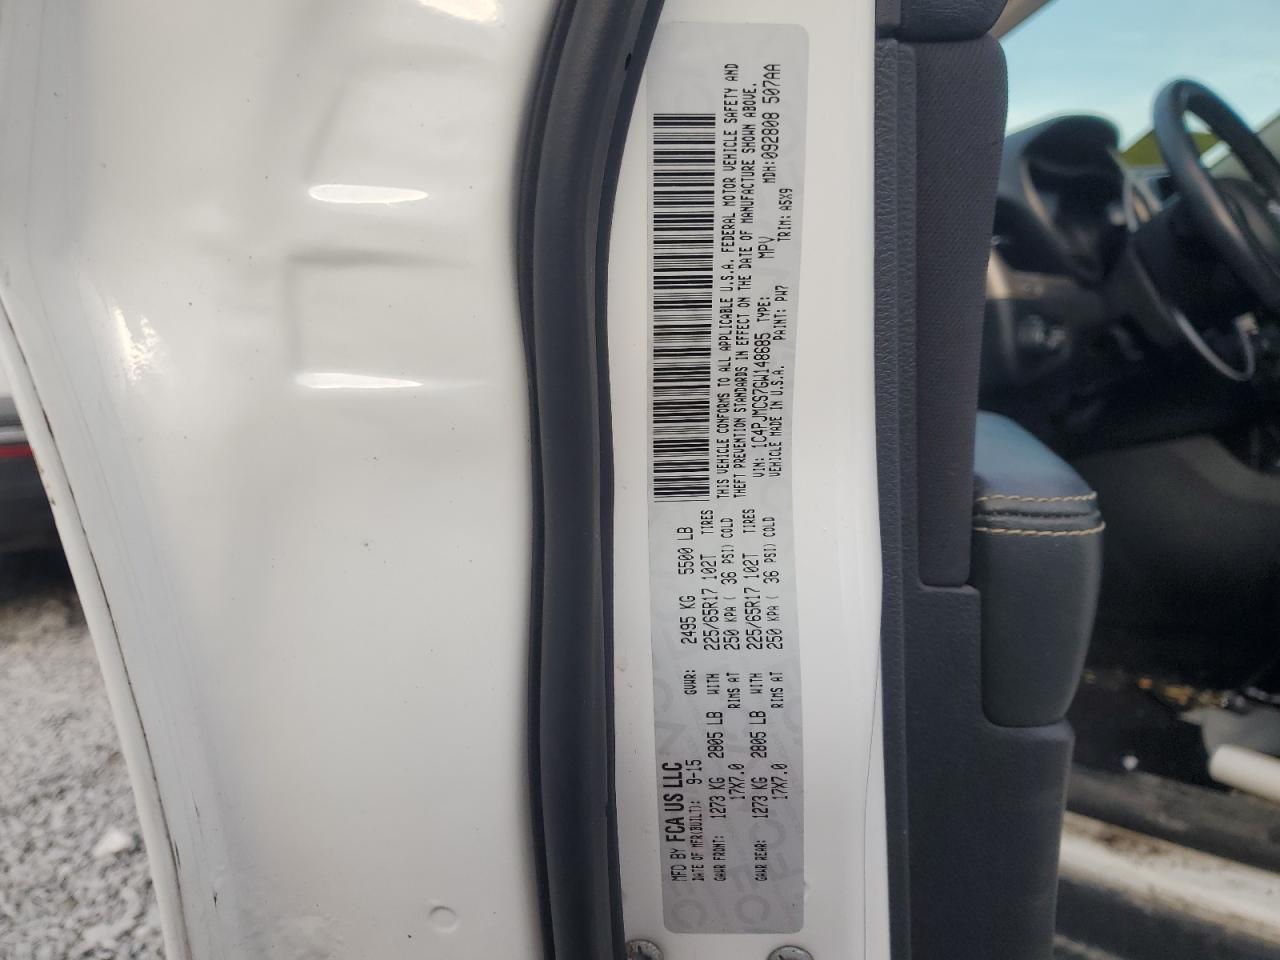 MFD BY FCA US LLC
DATE OF MFR(BUILT): 9-15 GVWR: 2495 KG 5500 LB
GAWR FRONT: 1273 KG 2805 LB WITH 225/65R17 102T TIRES
17X7.0 RIMS AT 250 KPA ( 36 PSI) COLD
GAWR REAR: 1273 KG 2805 LB WITH 225/65R17 102T TIRES
17X7.0 RIMS AT 250 KPA ( 36 PSI) COLD
THIS VEHICLE CONFORMS TO ALL APPLICABLE U.S.A. FEDERAL MOTOR VEHICLE SAFETY AND
THEFT PREVENTION STANDARDS IN EFFECT ON THE DATE OF MANUFACTURE SHOWN ABOVE.
VIN: 1C4PJMCS7GW148685 TYPE: MPV MDH:092808 507AA
VEHICLE MADE IN U.S.A. PAINT: PW7 TRIM: A5X9